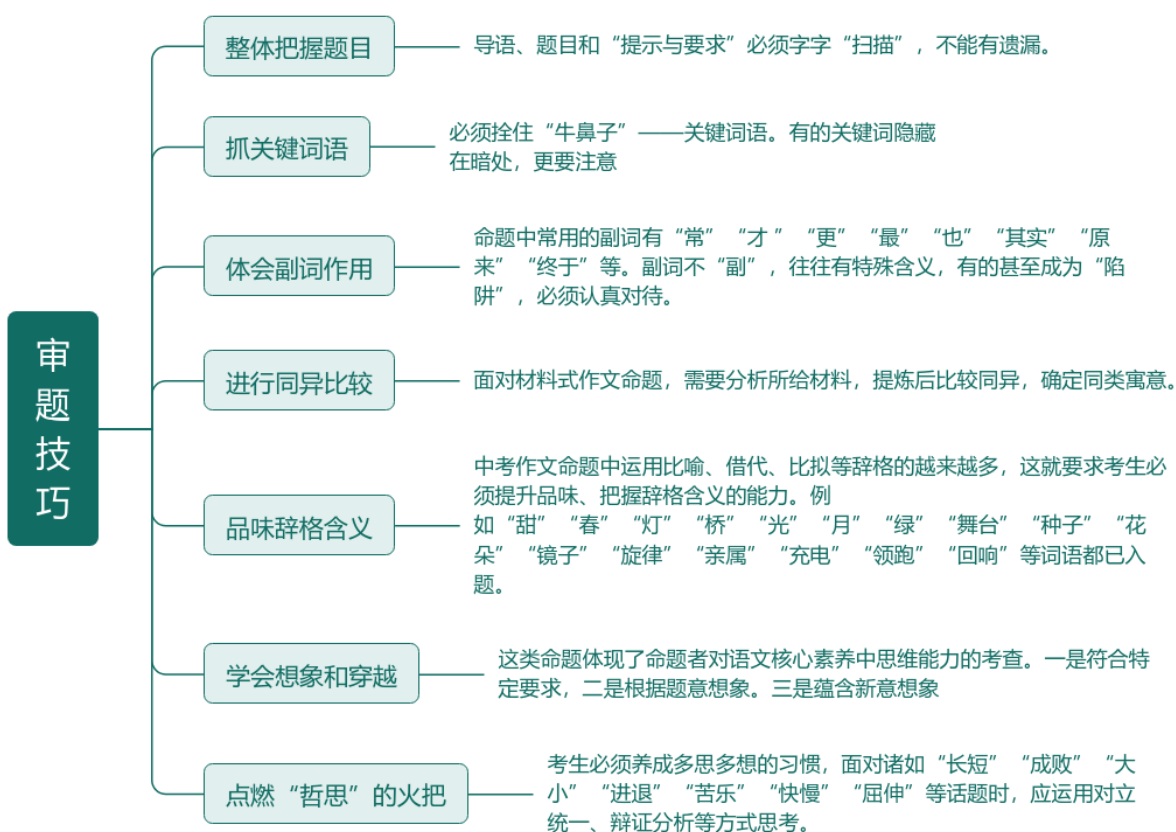 审题技巧
整体把握题目
导语、题目和“提示与要求”必须字字“扫描”，不能有遗漏。
抓关键词语
必须拴住“牛鼻子”——关键词语。有的关键词隐藏
在暗处，更要注意
体会副词作用
命题中常用的副词有“常”“才 ”“更”“最”“也”“其实”“原
来”“终于”等。副词不“副”，往往有特殊含义，有的甚至成为“陷
阱”，必须认真对待。
进行同异比较
面对材料式作文命题，需要分析所给材料，提炼后比较同异，确定同类寓意。
品味辞格含义
中考作文命题中运用比喻、借代、比拟等辞格的越来越多，这就要求考生必
须提升品味、把握辞格含义的能力。例
如“甜”“春”“灯”“桥”“光”“月”“绿”“舞台”“种子”“花
朵”“镜子”“旋律”“亲属”“充电”“领跑”“回响”等词语都已入
题。
学会想象和穿越
这类命题体现了命题者对语文核心素养中思维能力的考查。一是符合特
定要求，二是根据题意想象。三是蕴含新意想象
点燃“哲思”的火把
考生必须养成多思多想的习惯，面对诸如“长短”“成败”“大
小”“进退”“苦乐”“快慢”“屈伸”等话题时，应运用对立
统一、辩证分析等方式思考。